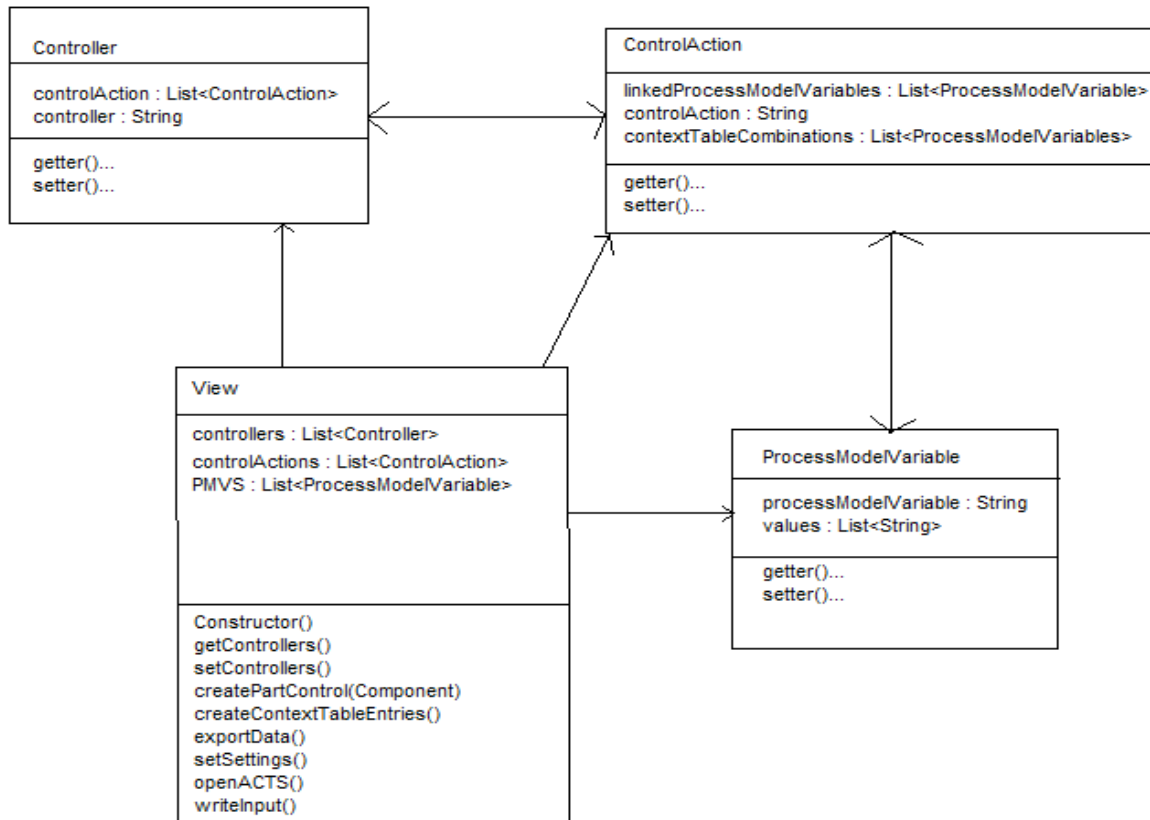 Controller
controlAction : List<ControlAction>
controller : String
getter()...
setter()...
ControlAction
linkedProcessModelVariables : List<ProcessModelVariable>
controlAction : String
contextTableCombinations : List<ProcessModelVariables>
getter()...
setter()...
View
controllers : List<Controller>
controlActions : List<ControlAction>
PMVS : List<ProcessModelVariable>
Constructor()
getControllers()
setControllers()
createPartControl(Component)
createContextTableEntries()
exportData()
setSettings()
openACTS()
writeInput()
ProcessModelVariable
processModelVariable : String
values : List<String>
getter()...
setter()...